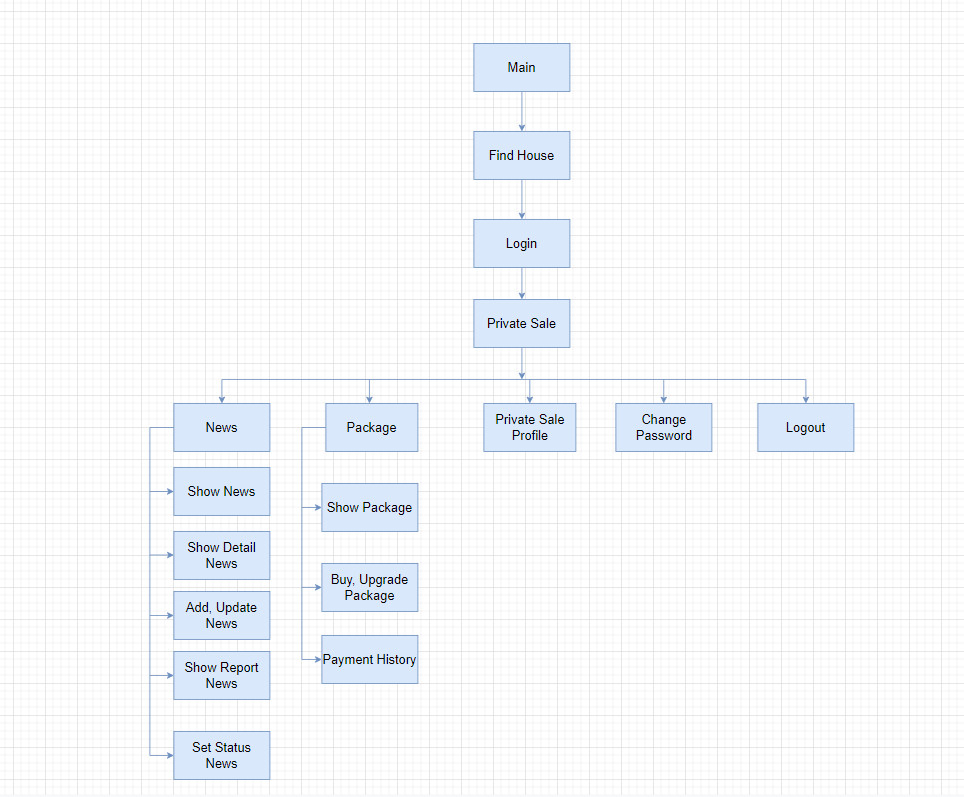 Main
Find House
Login
Private Sale
News
Package
Private Sale
Profile
Change
Password
Logout
Show News
Show Detail
News
Add, Update
News
Show Report
News
Set Status
News
Show Package
Buy, Upgrade
Package
Payment History